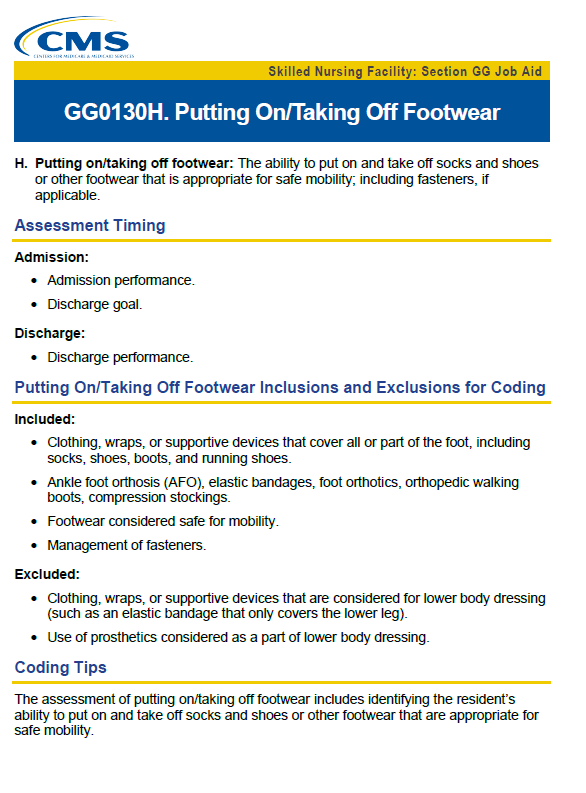 CMS
CENTERS FOR MEDICARE & MEDICAID SERVICES
Skilled Nursing Facility: Section GG Job Aid
GG0130H. Putting On/Taking Off Footwear
H. Putting on/taking off footwear: The ability to put on and take off socks and shoes
or other footwear that is appropriate for safe mobility; including fasteners, if
applicable.
Assessment Timing
Admission:
• Admission performance.
• Discharge goal.
Discharge:
• Discharge performance.
Putting On/Taking Off Footwear Inclusions and Exclusions for Coding
Included:
• Clothing, wraps, or supportive devices that cover all or part of the foot, including
socks, shoes, boots, and running shoes.
• Ankle foot orthosis (AFO), elastic bandages, foot orthotics, orthopedic walking
boots, compression stockings.
• Footwear considered safe for mobility.
• Management of fasteners.
Excluded:
• Clothing, wraps, or supportive devices that are considered for lower body dressing
(such as an elastic bandage that only covers the lower leg).
• Use of prosthetics considered as a part of lower body dressing.
Coding Tips
The assessment of putting on/taking off footwear includes identifying the resident’s
ability to put on and take off socks and shoes or other footwear that are appropriate for
safe mobility.